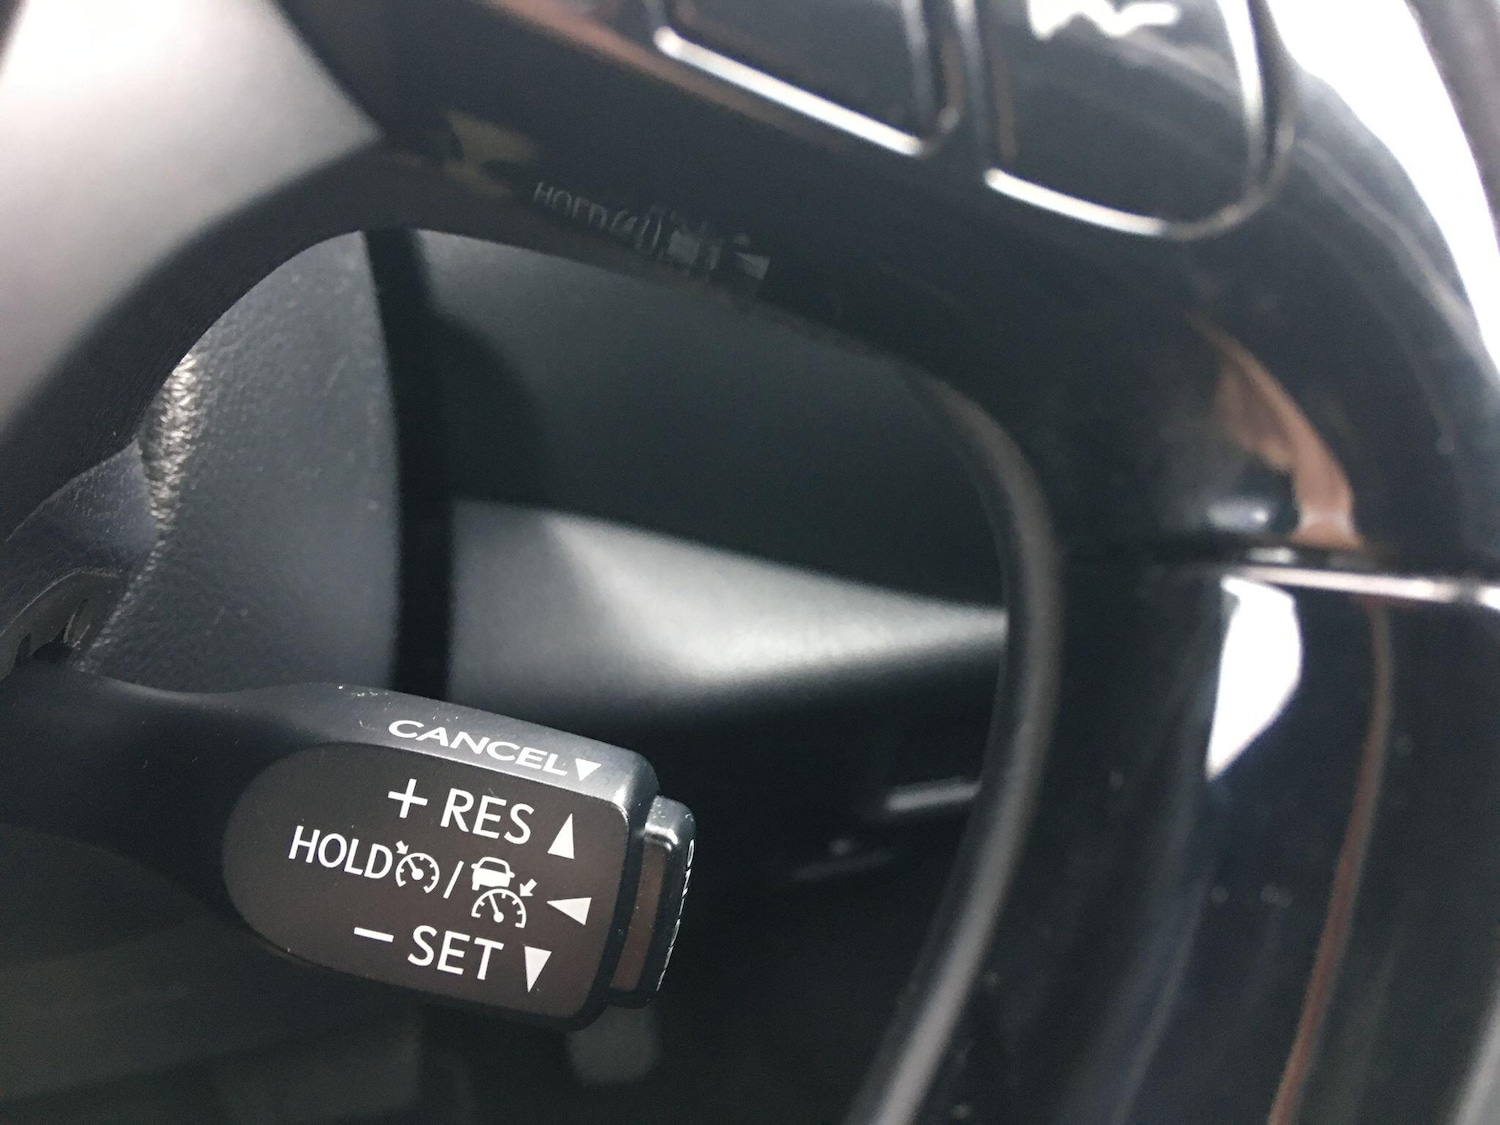 CANCEL▼
+ RES ▲
HOLD / ◀
− SET ▼